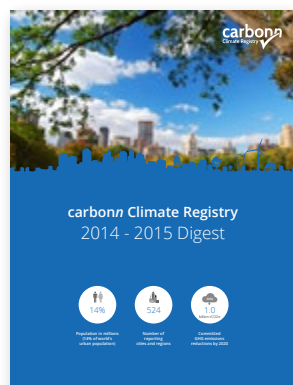 carbonn
Climate Registry
carbonn Climate Registry
2014 - 2015 Digest
14%
524
1.0
Population in millions
(14% of world's
urban population)
Number of
reporting
cities and regions
Committed
GHG emissions
reductions by 2020